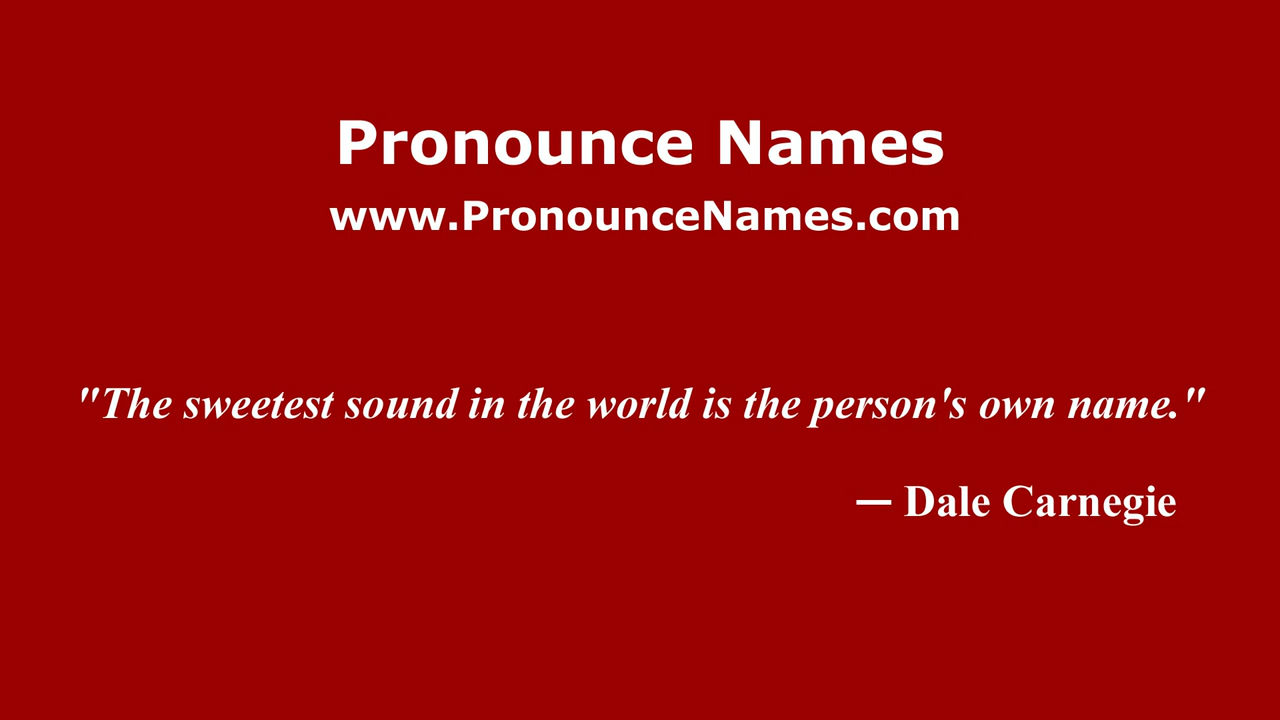 Pronounce Names
www.PronounceNames.com
"The sweetest sound in the world is the person's own name."
— Dale Carnegie